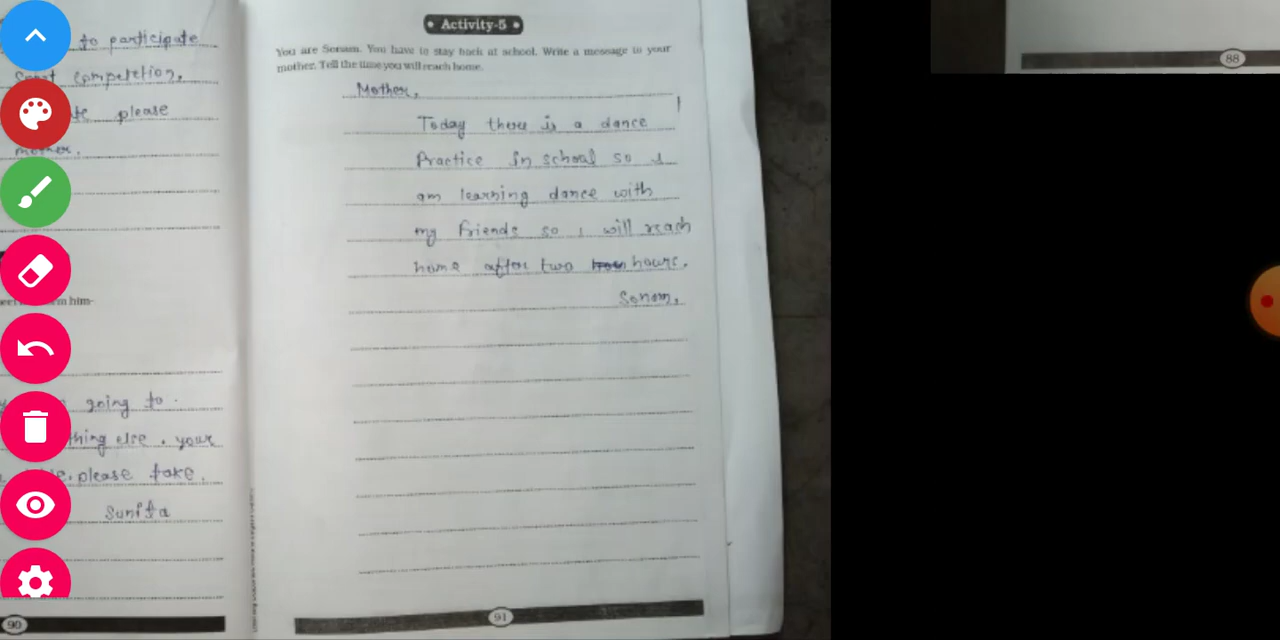 to participate
competition.
please
mother.
him-
going to
thing else. your
please take.
Sunita
90
Activity-5
You are Sonam. You have to stay back at school. Write a message to your
mother. Tell the time you will reach home.
Mother,
Today there is a dance
Practice in school so I
am learning dance with
my friends so i will reach
home after two hours.
Sonam.
91
88